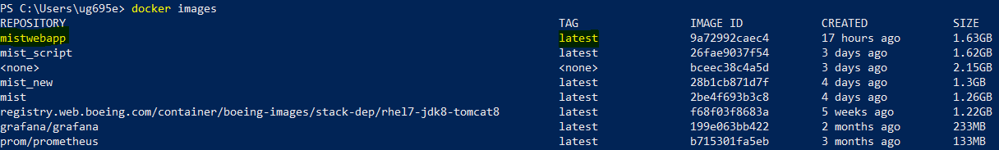 PS C:\Users\ug695e> docker images
REPOSITORY TAG IMAGE ID CREATED SIZE
mistwebapp latest 9a72992caec4 17 hours ago 1.63GB
mist_script latest 26fae9037f54 3 days ago 1.62GB
<none> <none> bceec38c4a5d 3 days ago 2.15GB
mist_new latest 28b1cb871d7f 4 days ago 1.3GB
mist latest 2be4f693b3c8 4 days ago 1.26GB
registry.web.boeing.com/container/boeing-images/stack-dep/rhel7-jdk8-tomcat8 latest f68f03f8683a 5 weeks ago 1.22GB
grafana/grafana latest 199e063bb422 2 months ago 233MB
prom/prometheus latest b715301fa5eb 3 months ago 133MB